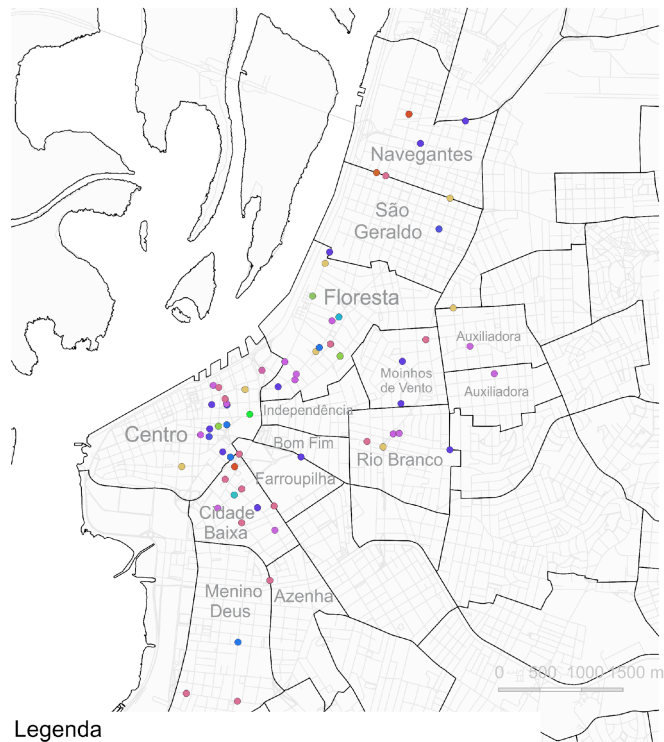 Navegantes
São
Geraldo
Floresta
Auxiliadora
Moinhos
de Vento
Auxiliadora
Independência
Centro
Bom Fim
Rio Branco
Farroupilha
Cidade
Baixa
Menino
Deus
Azenha
0 500 1000 1500 m
Legenda